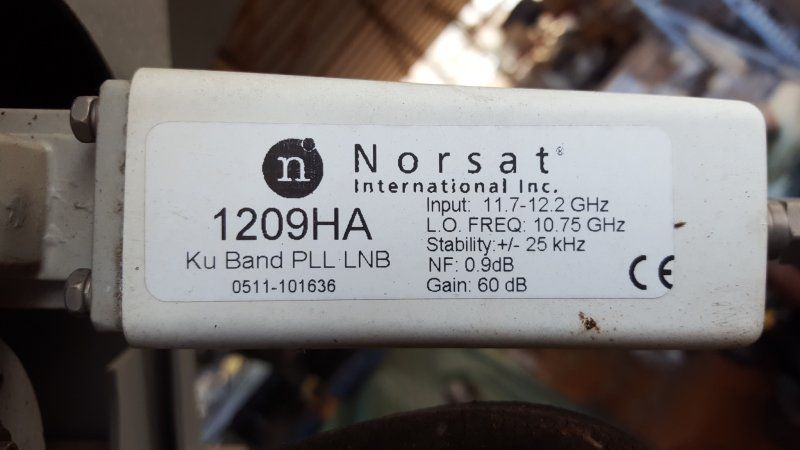 n
Norsat®
International Inc.
1209HA
Ku Band PLL LNB
0511-101636
Input: 11.7-12.2 GHz
L.O. FREQ: 10.75 GHz
Stability:+/- 25 kHz
NF: 0.9dB
Gain: 60 dB
CE